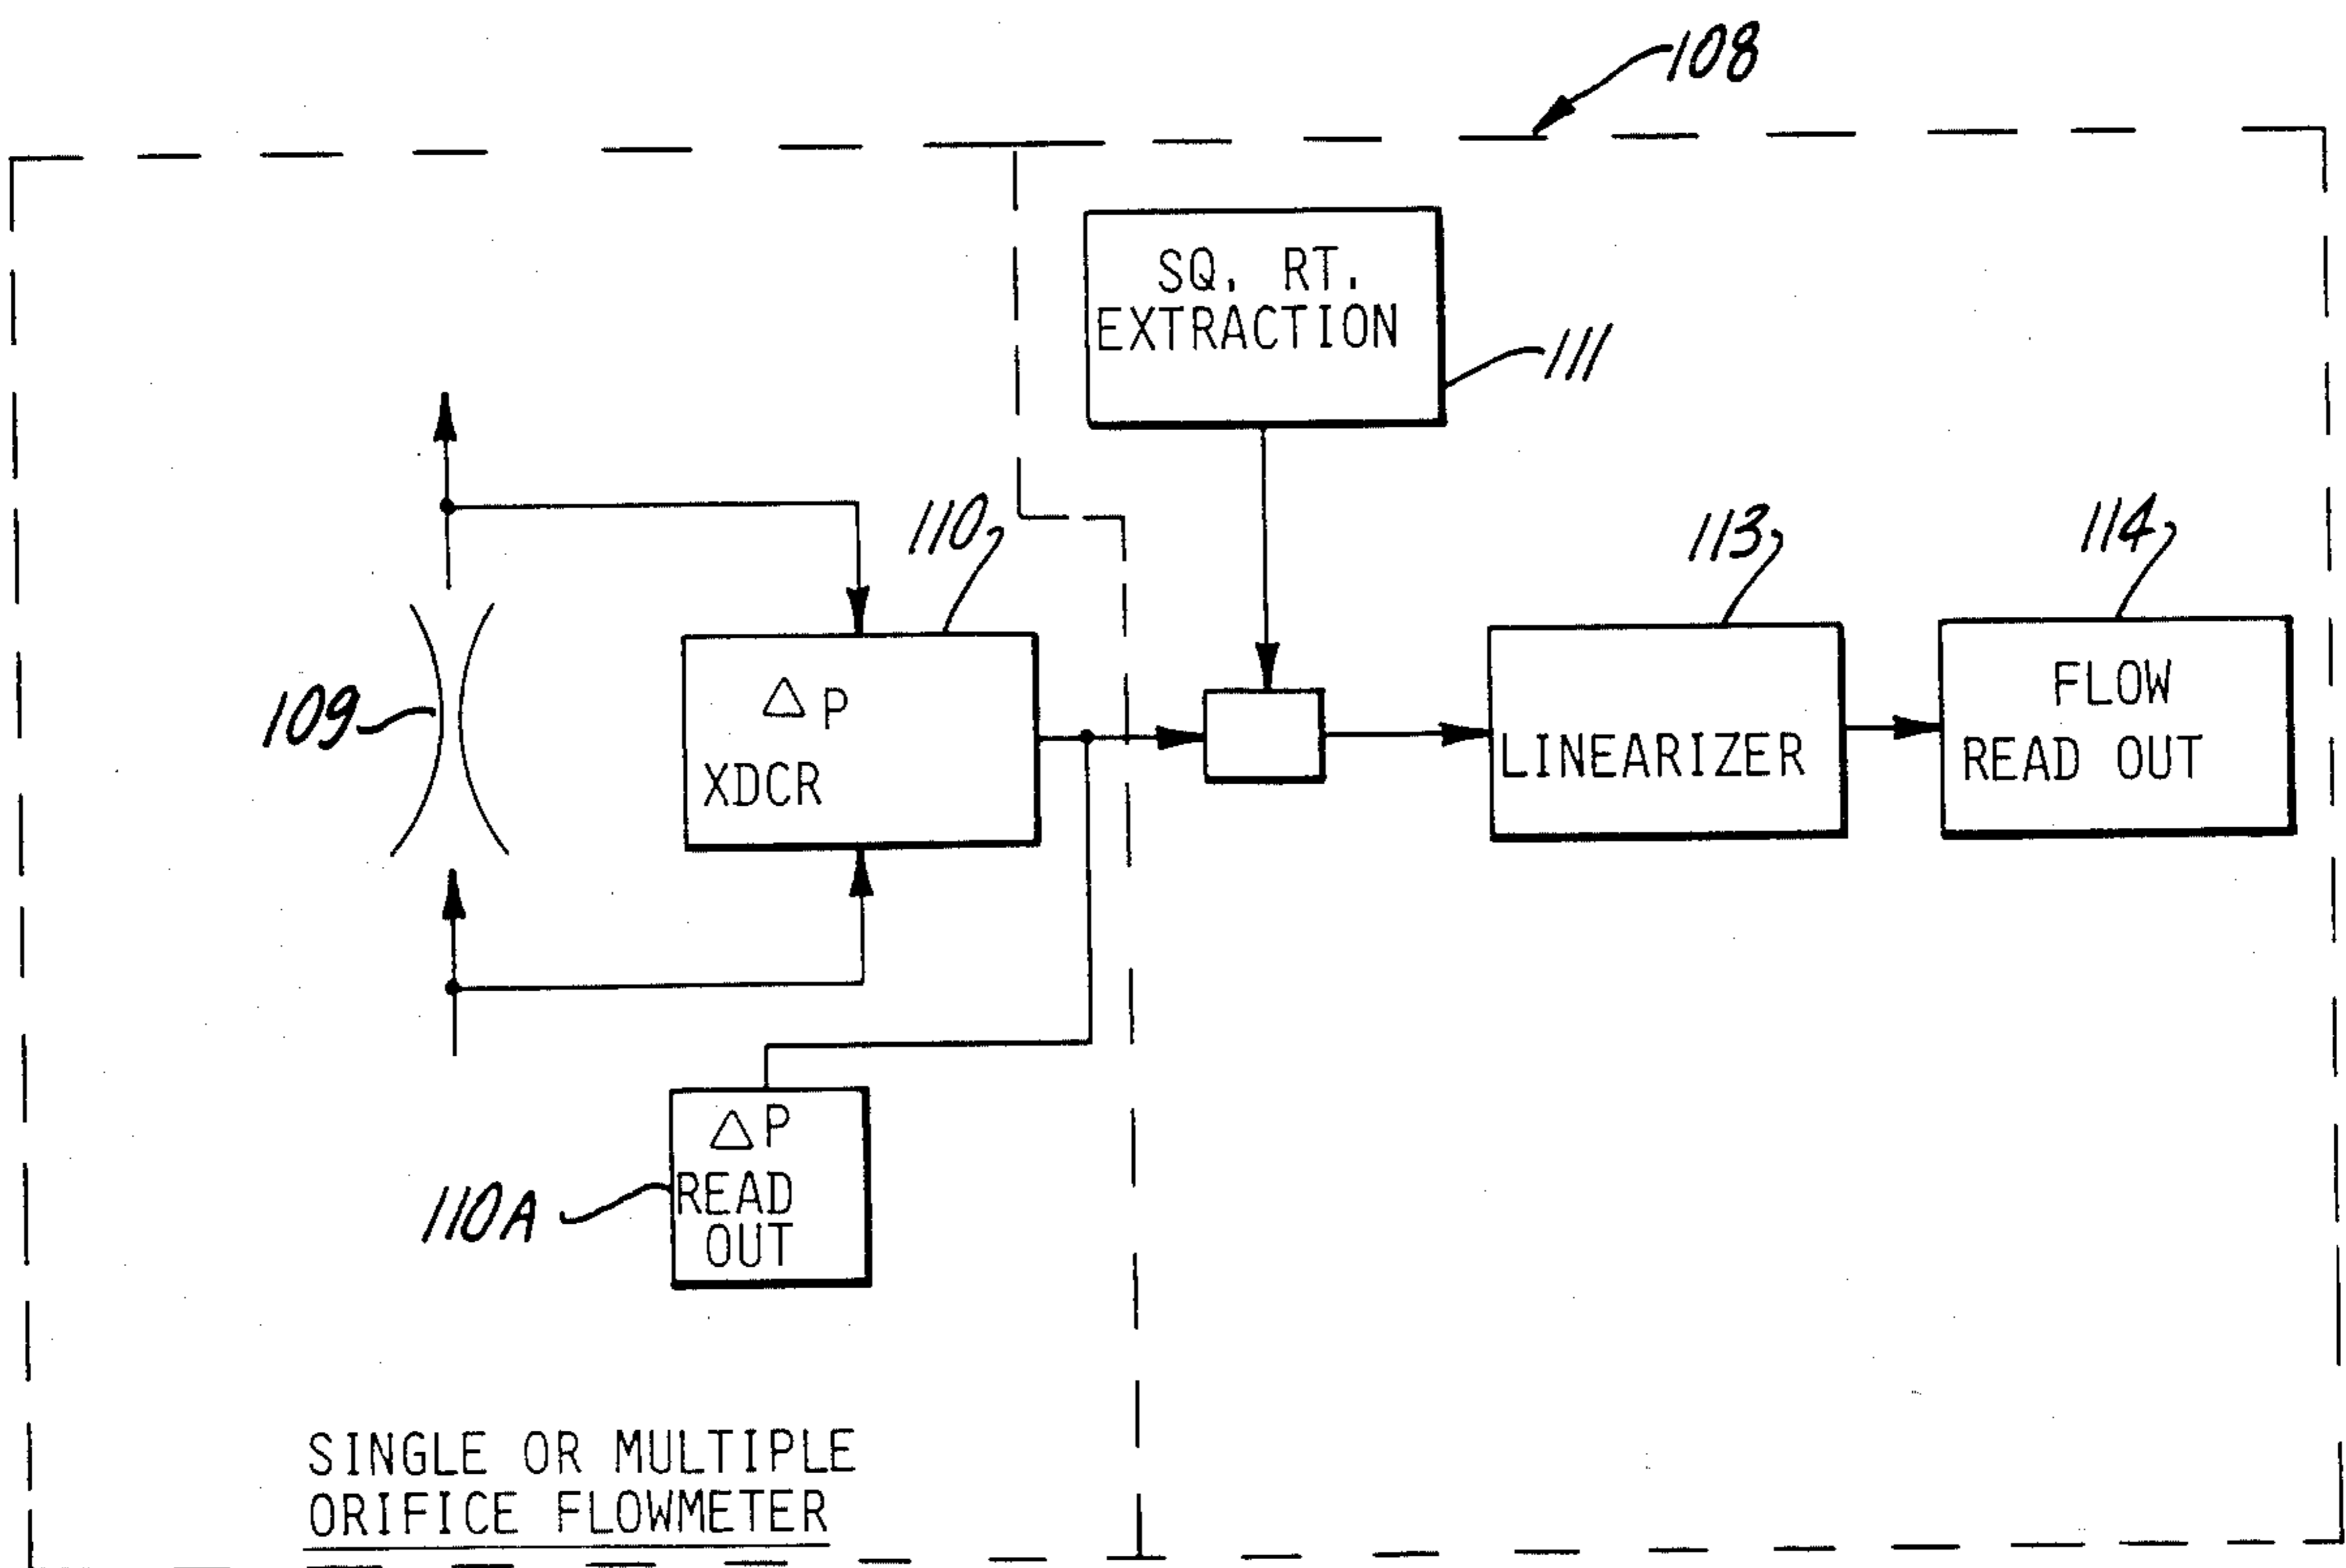 108
SQ. RT.
EXTRACTION
111
110
113
114
109
ΔP
XDCR
LINEARIZER
FLOW
READ OUT
ΔP
READ
OUT
110A
SINGLE OR MULTIPLE
ORIFICE FLOWMETER